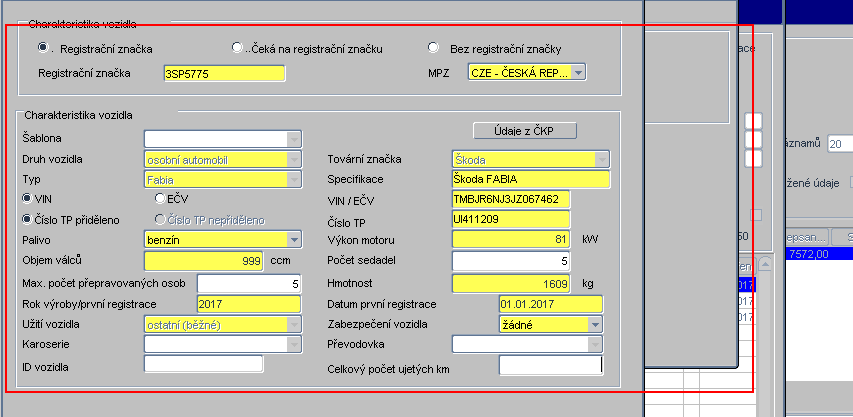 Charakteristika vozidla
Registrační značka
..Čeká na registrační značku
Bez registrační značky
Registrační značka 3SP5775 MPZ CZE - ČESKÁ REP...
Charakteristika vozidla
Šablona Údaje z ČKP
Druh vozidla osobní automobil Tovární značka Škoda
Typ Fabia Specifikace Škoda FABIA
VIN EČV VIN / EČV TMBJR6NJ3JZ067462
Číslo TP přiděleno Číslo TP nepřiděleno Číslo TP UI411209
Palivo benzín Výkon motoru 81 kW
Objem válců 999 ccm Počet sedadel 5
Max. počet přepravovaných osob 5 Hmotnost 1609 kg
Rok výroby/první registrace 2017 Datum první registrace 01.01.2017
Užití vozidla ostatní (běžné) Zabezpečení vozidla žádné
Karoserie Převodovka
ID vozidla Celkový počet ujetých km
áznamů 20
žené údaje
50
epsan...
7572,00